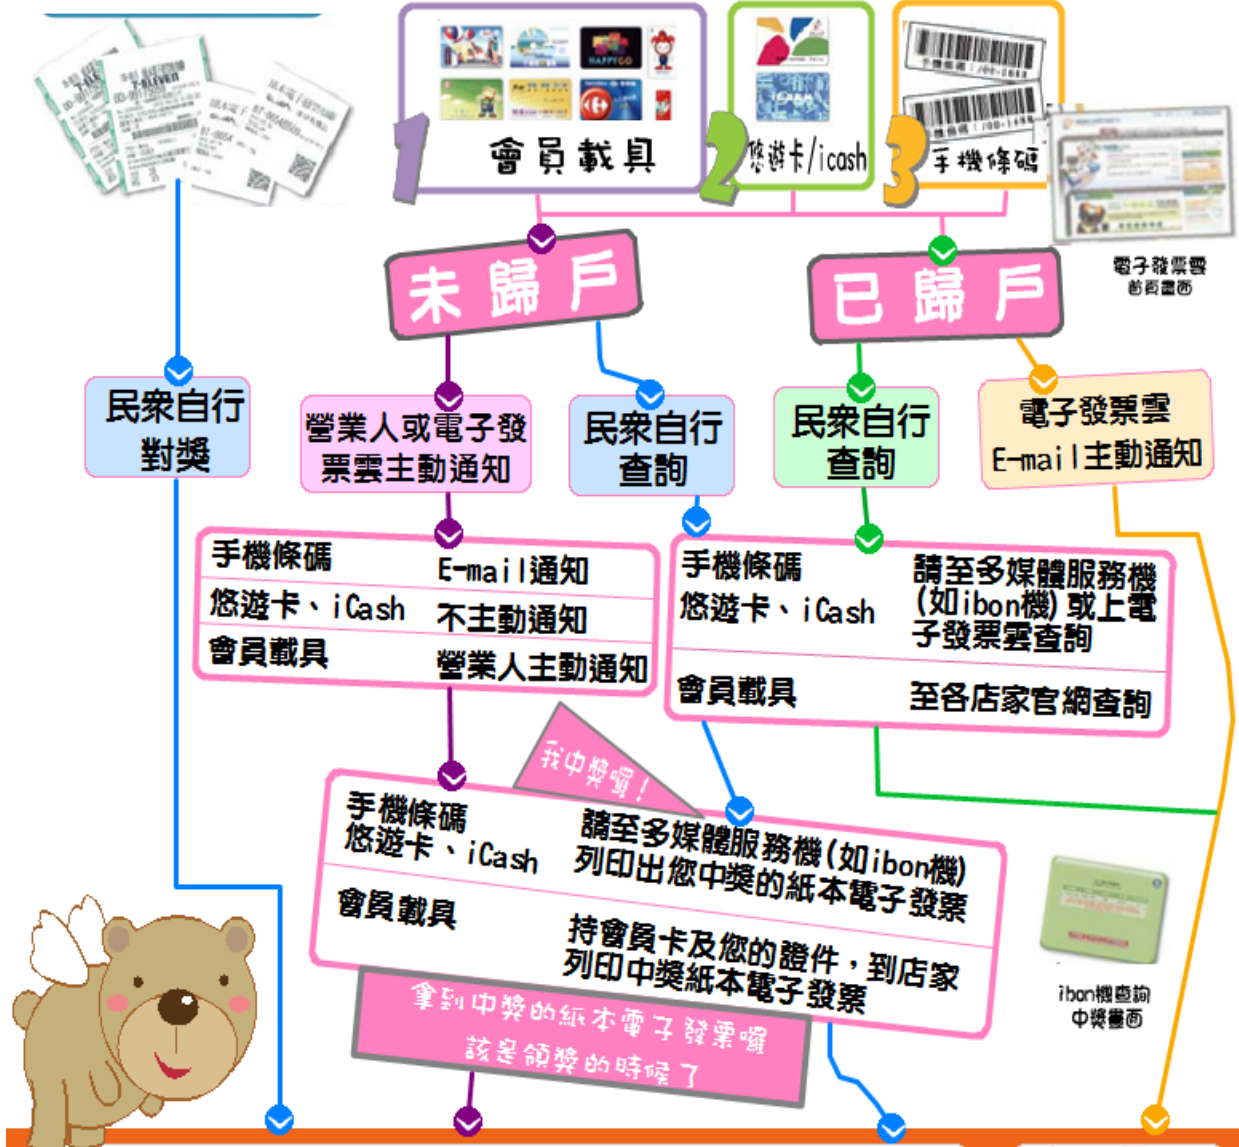 7-ELEVEN
HAPPYGO
iCASH
1
會員載具
2
悠遊卡/icash
3
手機條碼
電子發票雲
首頁畫面
未歸戶
已歸戶
民眾自行
對獎
營業人或電子發
票雲主動通知
民眾自行
查詢
民眾自行
查詢
電子發票雲
E-mail主動通知
手機條碼 E-mail通知
悠遊卡、iCash 不主動通知
會員載具 營業人主動通知
手機條碼 請至多媒體服務機
悠遊卡、iCash (如ibon機)或上電
子發票雲查詢
會員載具 至各店家官網查詢
我中獎囉!
手機條碼 請至多媒體服務機(如ibon機)
悠遊卡、iCash 列印出您中獎的紙本電子發票
會員載具 持會員卡及您的證件，到店家
列印中獎紙本電子發票
拿到中獎的紙本電子發票囉
該是領獎的時候了
ibon機查詢
中獎畫面